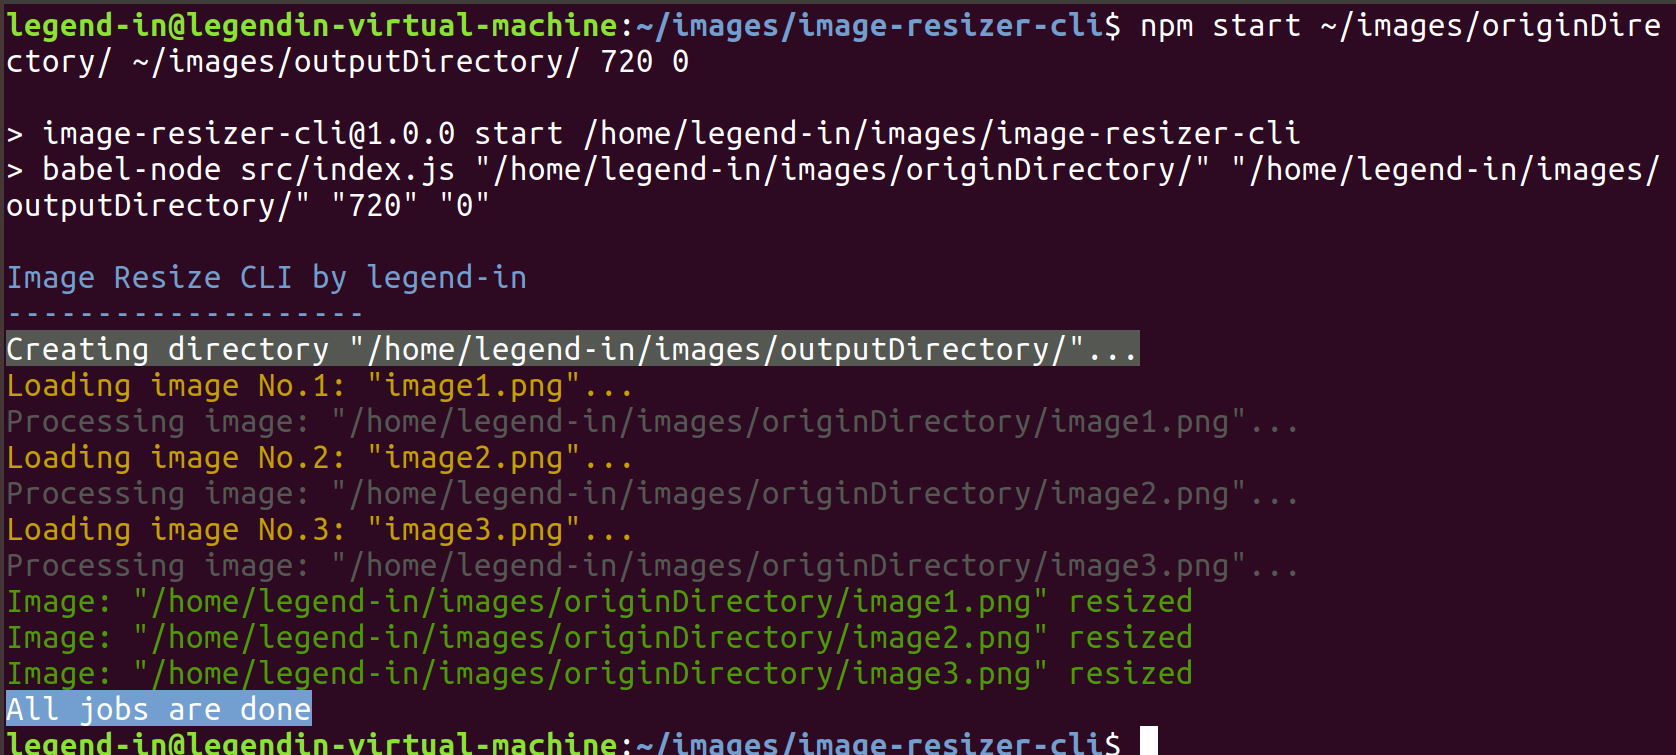 legend-in@legendin-virtual-machine:~/images/image-resizer-cli$ npm start ~/images/originDire
ctory/ ~/images/outputDirectory/ 720 0
> image-resizer-cli@1.0.0 start /home/legend-in/images/image-resizer-cli
> babel-node src/index.js "/home/legend-in/images/originDirectory/" "/home/legend-in/images/
outputDirectory/" "720" "0"
Image Resize CLI by legend-in
--------------------
Creating directory "/home/legend-in/images/outputDirectory/"...
Loading image No.1: "image1.png"...
Processing image: "/home/legend-in/images/originDirectory/image1.png"...
Loading image No.2: "image2.png"...
Processing image: "/home/legend-in/images/originDirectory/image2.png"...
Loading image No.3: "image3.png"...
Processing image: "/home/legend-in/images/originDirectory/image3.png"...
Image: "/home/legend-in/images/originDirectory/image1.png" resized
Image: "/home/legend-in/images/originDirectory/image2.png" resized
Image: "/home/legend-in/images/originDirectory/image3.png" resized
All jobs are done
legend-in@legendin-virtual-machine:~/images/image-resizer-cli$